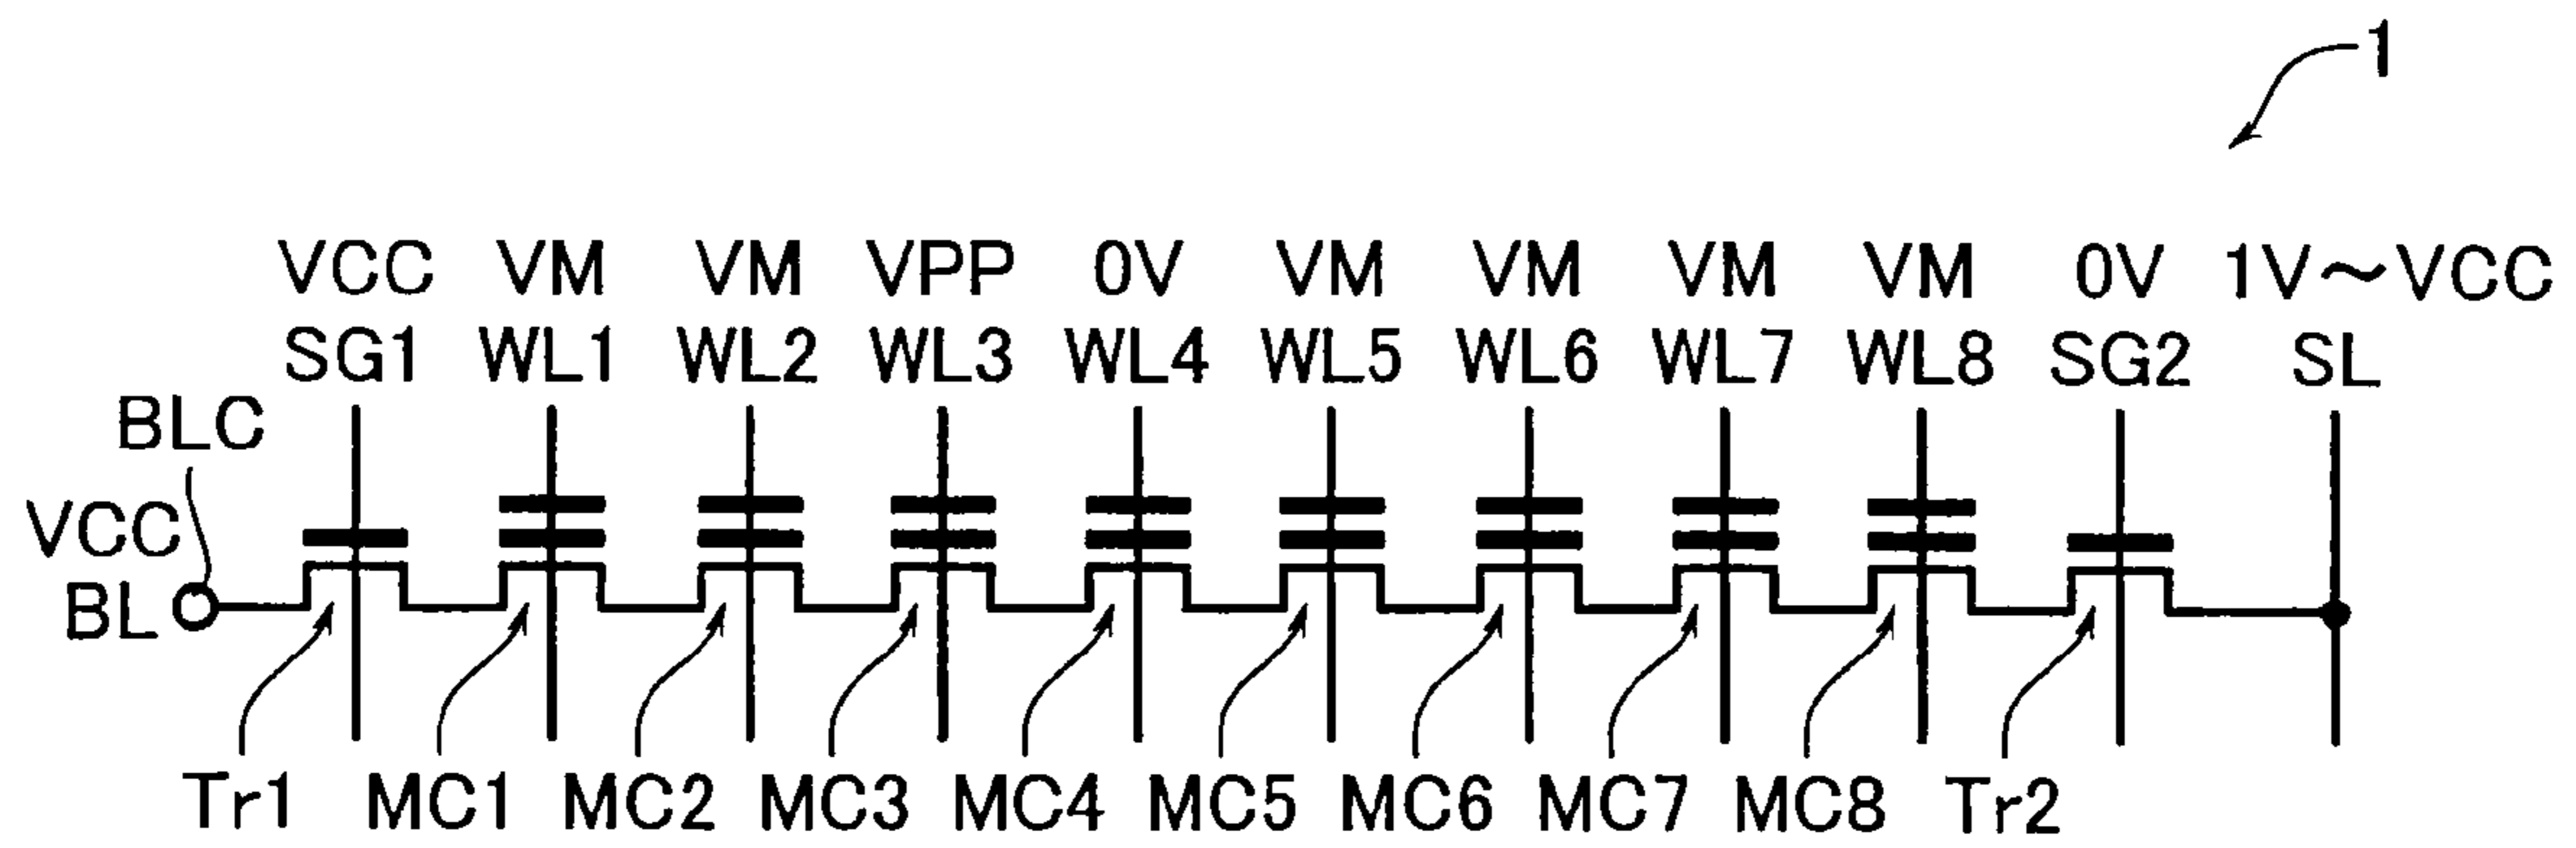 1
VCC VM VM VPP 0V VM VM VM VM 0V 1V～VCC
SG1 WL1 WL2 WL3 WL4 WL5 WL6 WL7 WL8 SG2 SL
BLC
VCC
BL
Tr1 MC1 MC2 MC3 MC4 MC5 MC6 MC7 MC8 Tr2